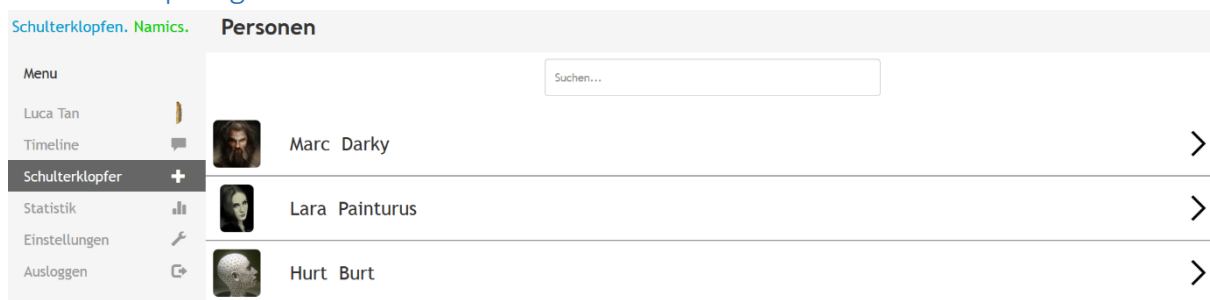 Schulterklopfen. Namics.
Personen
Menu
Suchen...
Luca Tan
Timeline
Schulterklopfer
Statistik
Einstellungen
Ausloggen
Marc Darky
Lara Painturus
Hurt Burt